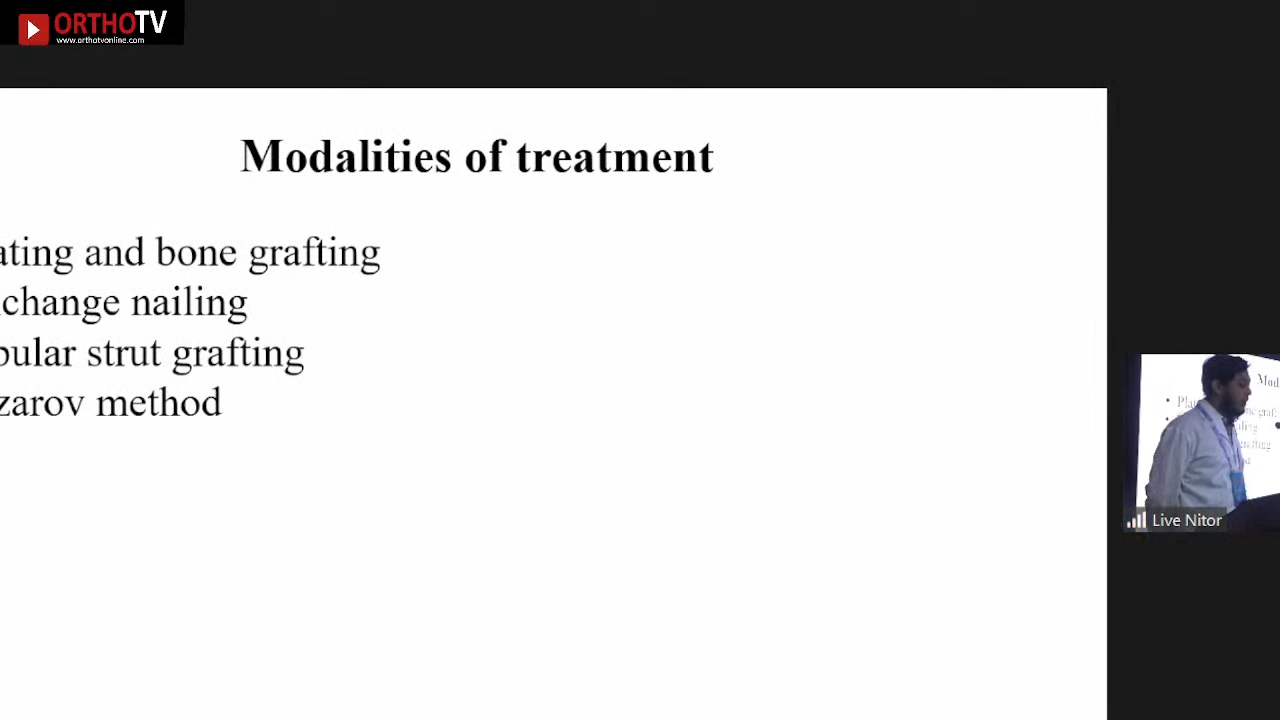 ORTHOTV
www.orthotvonline.com
Modalities of treatment
ating and bone grafting
change nailing
bular strut grafting
zarov method
Live Nitor